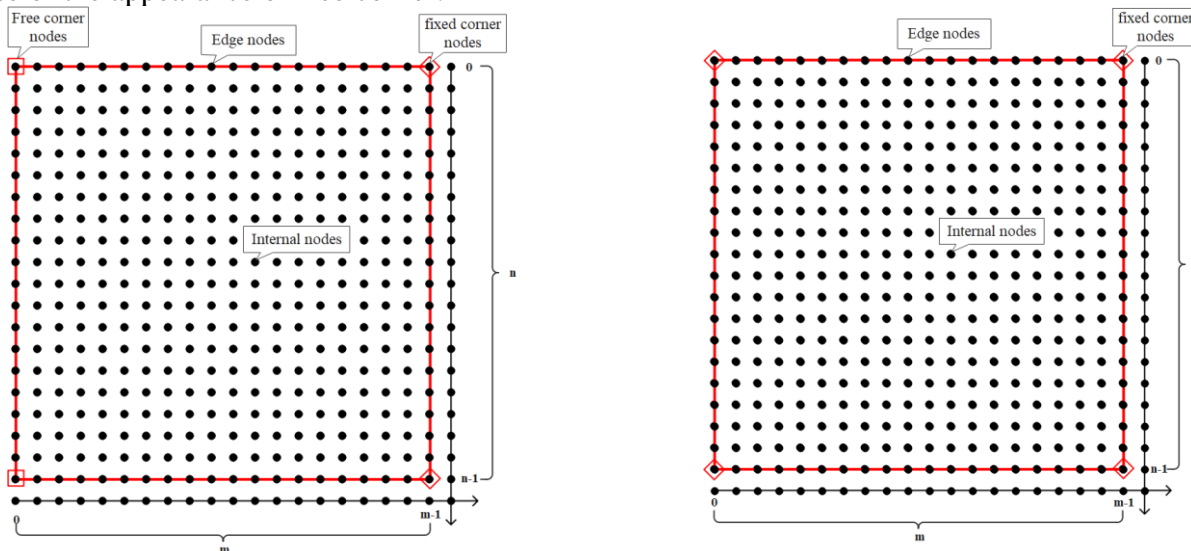 Free corner
nodes
Edge nodes
fixed corner
nodes
0
Internal nodes
n
n-1
0
m-1
m
Edge nodes
fixed corner
nodes
0
Internal nodes
n-1
0
m-1
m